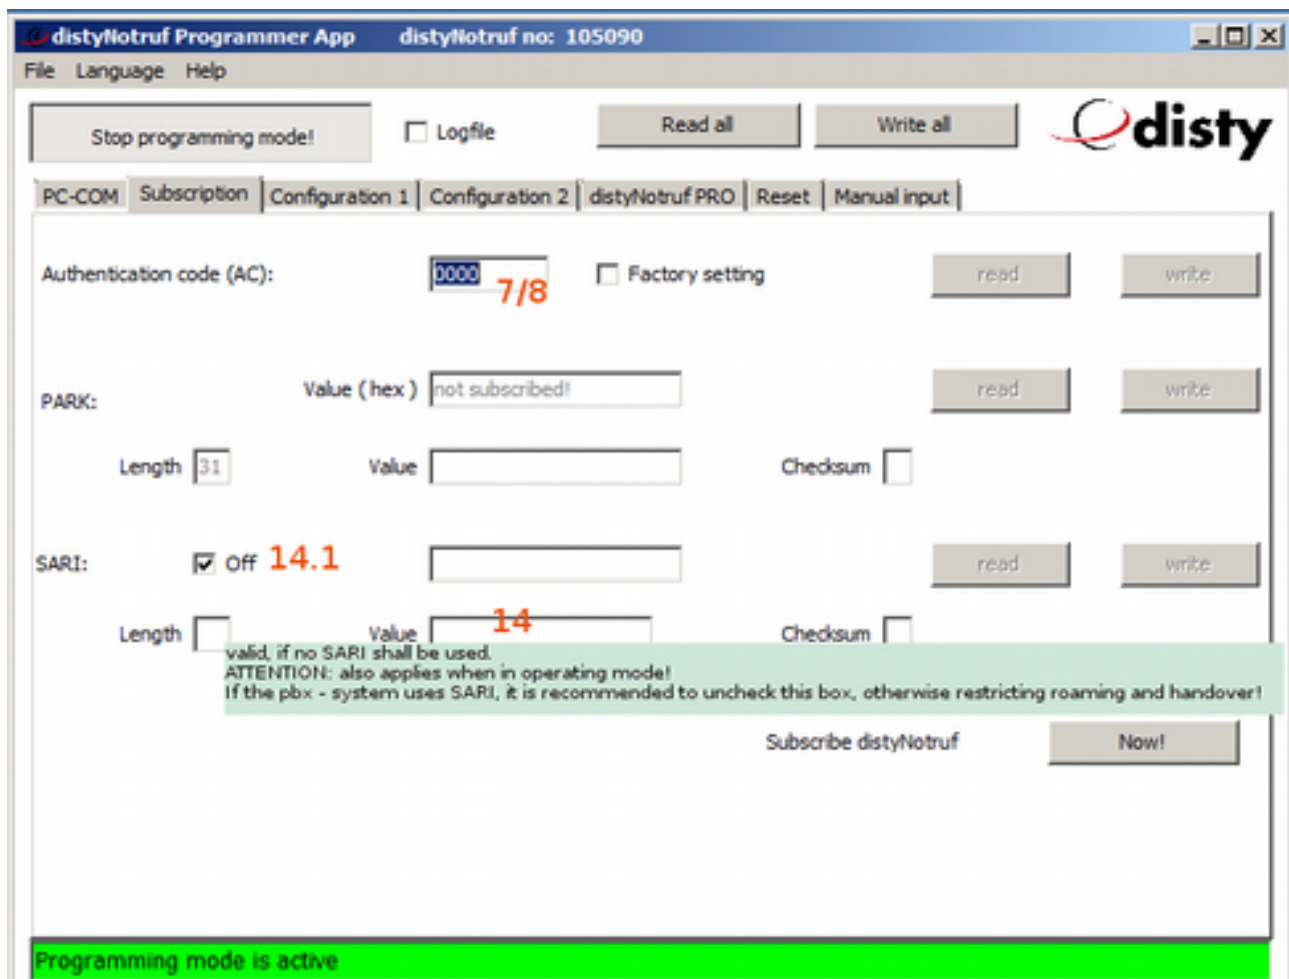 distyNotruf Programmer App distyNotruf no: 105090
File Language Help
Stop programming mode! Logfile Read all Write all disty
PC-COM Subscription Configuration 1 Configuration 2 distyNotruf PRO Reset Manual input
Authentication code (AC): 0000 Factory setting read write
7/8
PARK: Value ( hex ) not subscribed! read write
Length 31 Value Checksum
SARI: Off 14.1 read write
14
Length Value Checksum
valid, if no SARI shall be used.
ATTENTION: also applies when in operating mode!
If the pbx - system uses SARI, it is recommended to uncheck this box, otherwise restricting roaming and handover!
Subscribe distyNotruf Now!
Programming mode is active